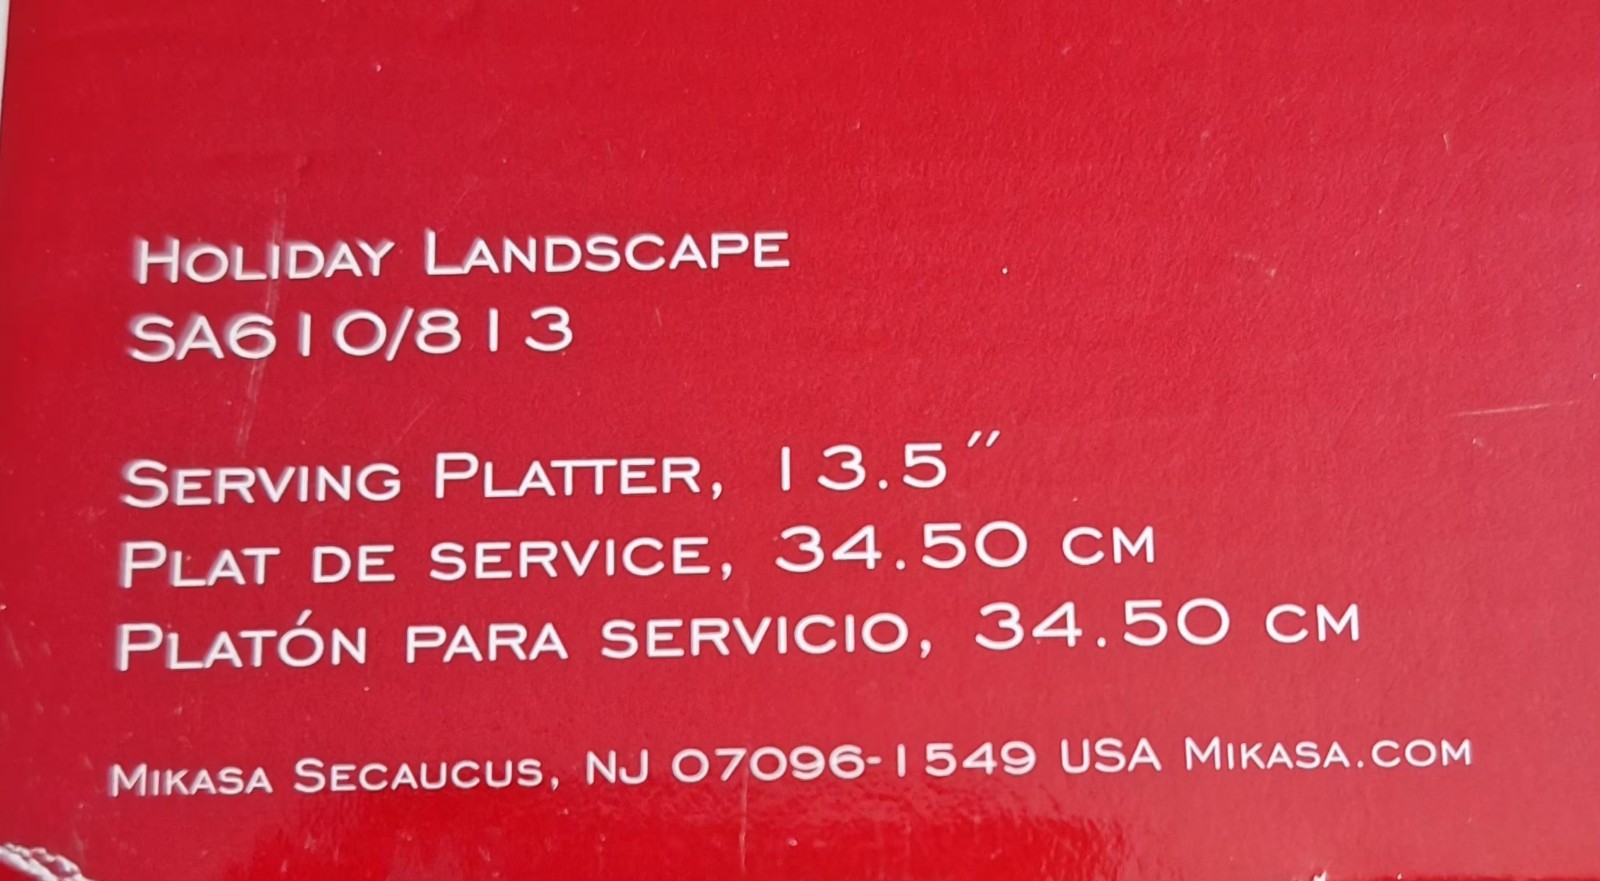 Holiday Landscape
SA610/813
Serving Platter, 13.5"
Plat de service, 34.50 cm
Platón para servicio, 34.50 cm
Mikasa Secaucus, NJ 07096-1549 USA Mikasa.com